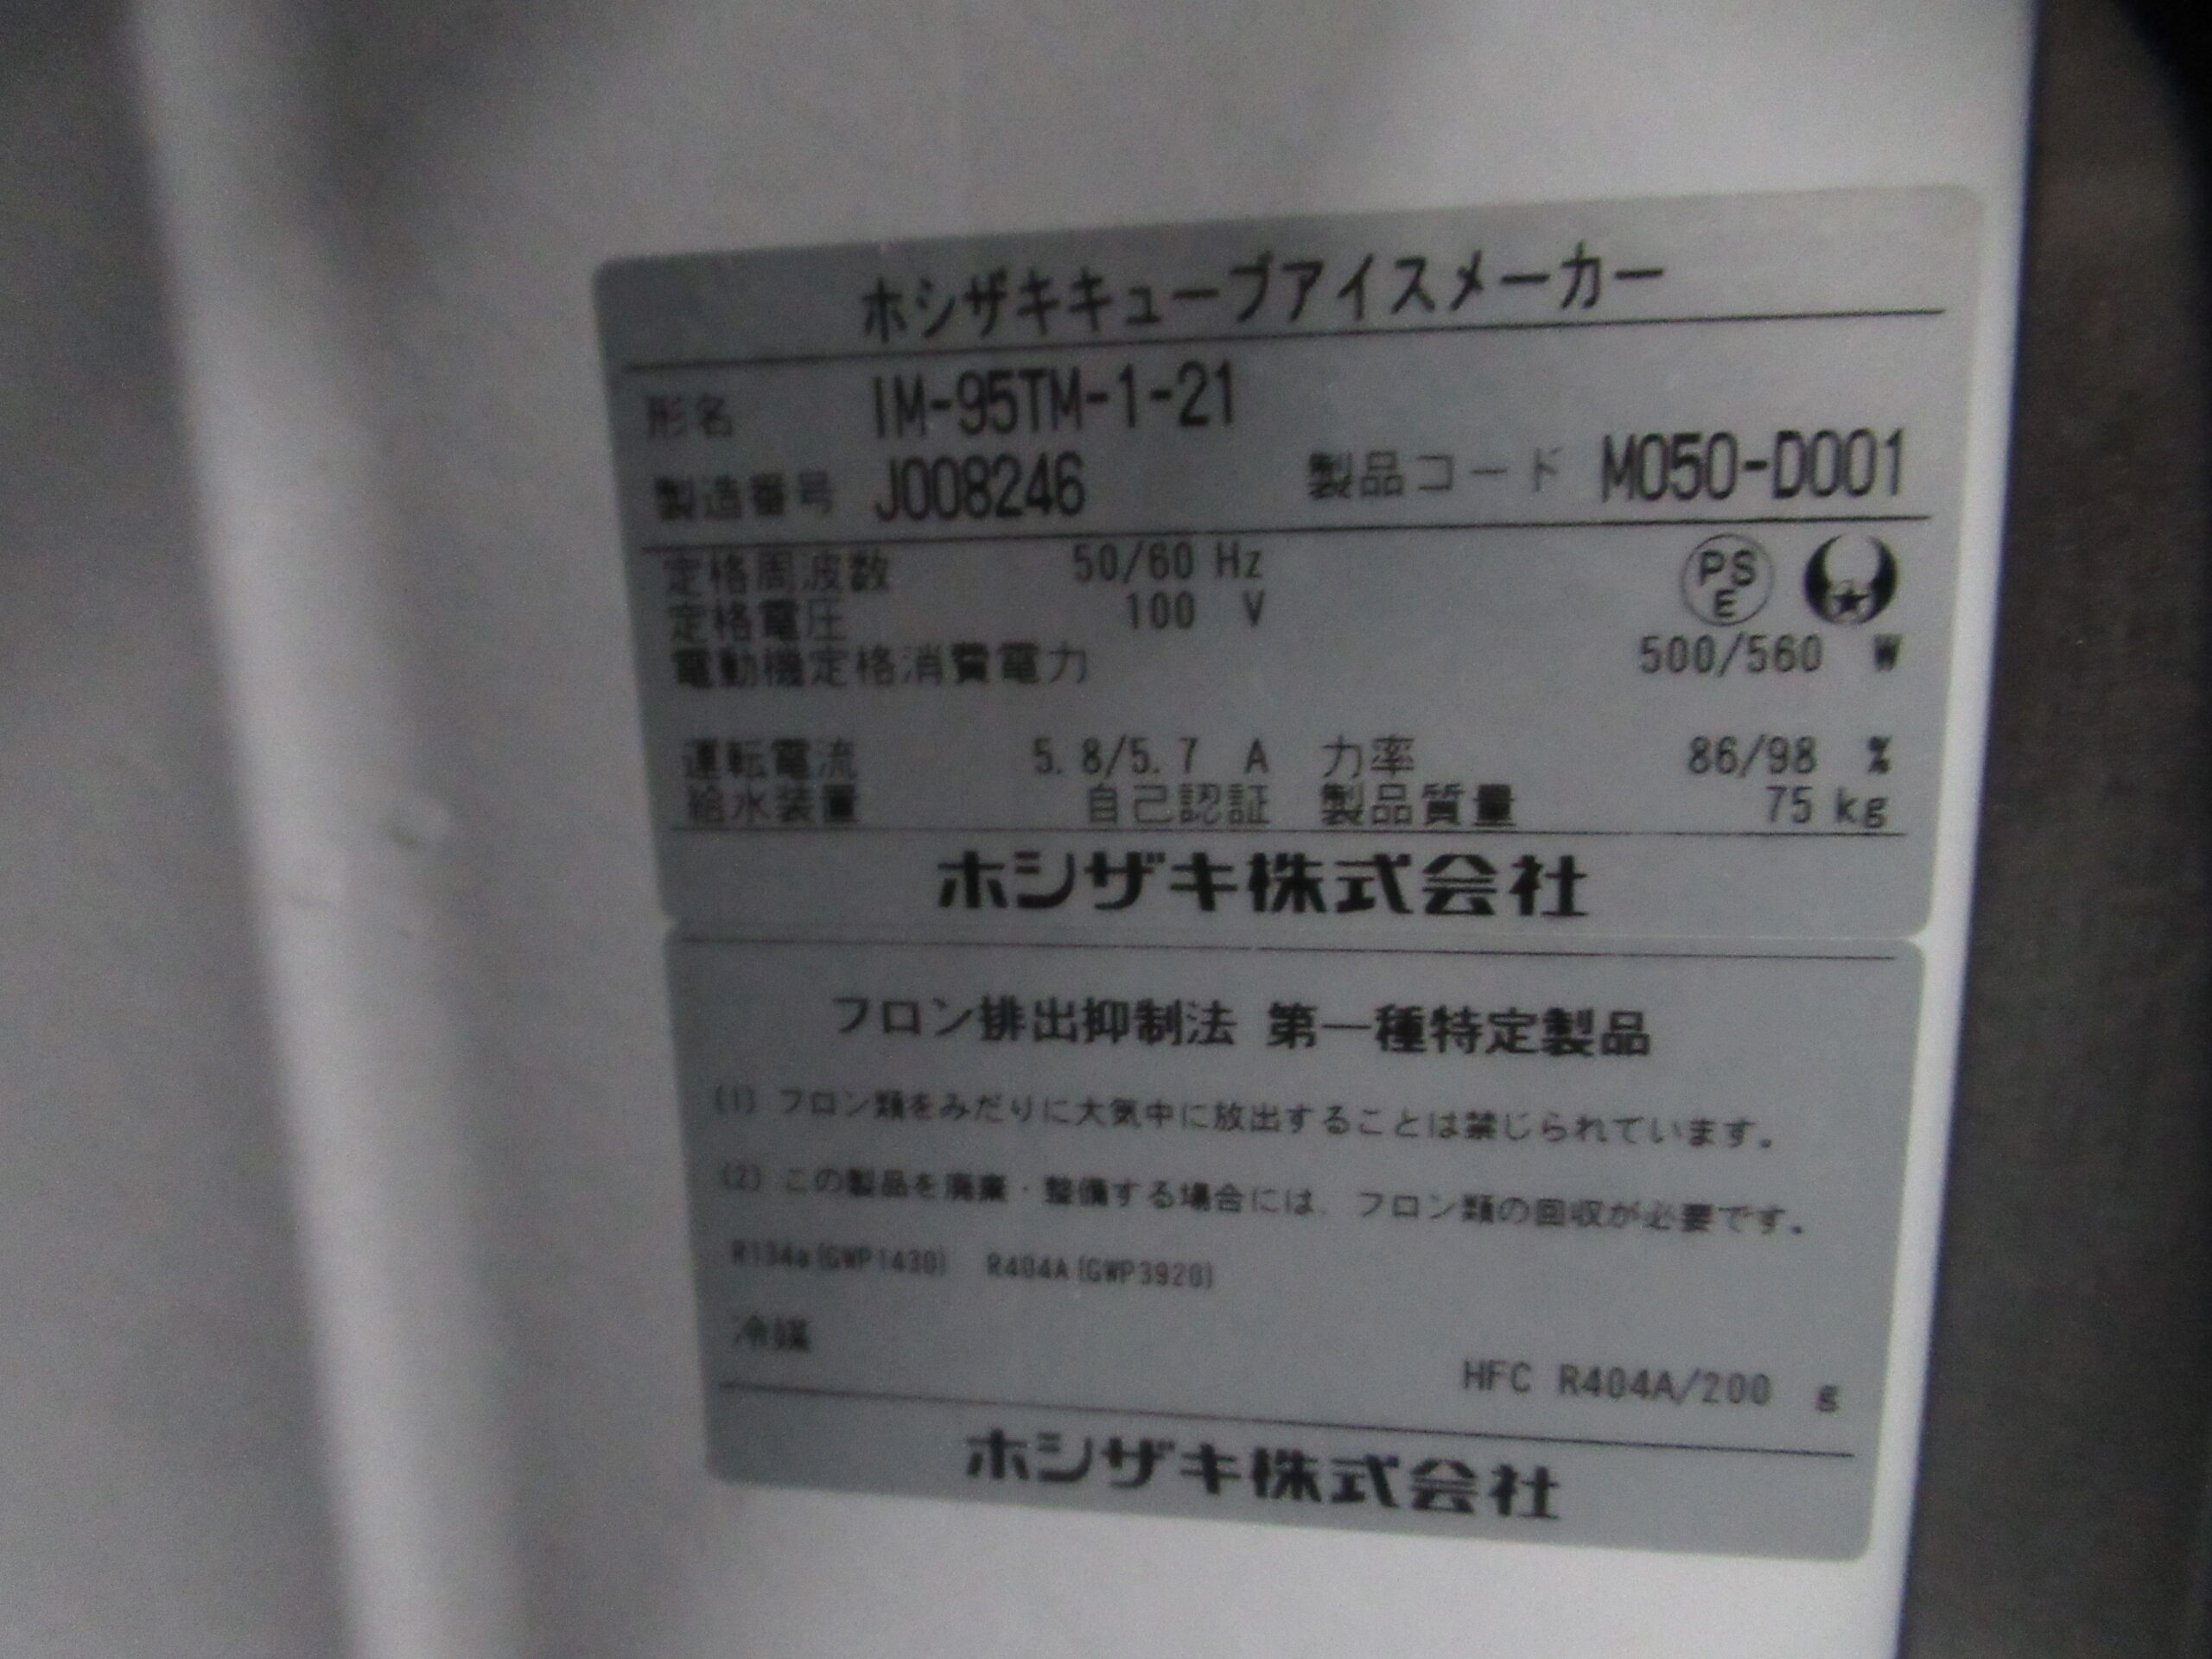 ホシザキキューブアイスメーカー
形名 IM-95TM-1-21
製造番号 J008246 製品コード M050-D001
定格周波数 50/60 Hz
定格電圧 100 V
PSE
電動機定格消費電力 500/560 W
運転電流 5.8/5.7 A 力率 86/98 %
給水装置 自己認証 製品質量 75 kg
ホシザキ株式会社
フロン排出抑制法 第一種特定製品
(1) フロン類をみだりに大気中に放出することは禁じられています。
(2) この製品を廃棄・整備する場合には、フロン類の回収が必要です。
R134a(GWP1430) R404A(GWP3920)
冷媒 HFC R404A/200 g
ホシザキ株式会社